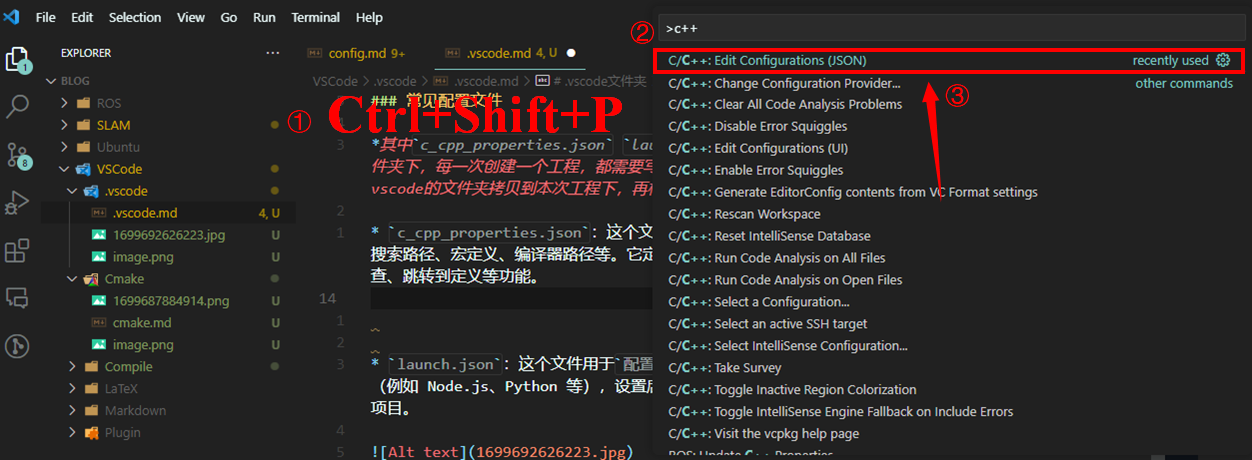 File Edit Selection View Go Run Terminal Help
EXPLORER ...
BLOG
ROS
SLAM
Ubuntu
VSCode
.vscode
.vscode.md 4, U
1699692626223.jpg U
image.png U
Cmake
1699687884914.png U
cmake.md U
image.png U
Compile
LaTeX
Markdown
Plugin
1
8
config.md 9+
.vscode.md 4, U
VSCode > .vscode > .vscode.md > # .vscode文件夹
### 常见配置文件
① Ctrl+Shift+P
4
3 *其中`c_cpp_properties.json` `lau
件夹下，每一次创建一个工程，都需要
vscode的文件夹拷贝到本次工程下，再
2
1 * `c_cpp_properties.json`：这个文
搜索路径、宏定义、编译器路径等。它定
查、跳转到定义等功能。
14
1
2
3 * `launch.json`：这个文件用于`配置
（例如 Node.js、Python 等），设置启
项目。
4
5 ![Alt text](1699692626223.jpg)
② >c++
C/C++: Edit Configurations (JSON) recently used
③
C/C++: Change Configuration Provider... other commands
C/C++: Clear All Code Analysis Problems
C/C++: Disable Error Squiggles
C/C++: Edit Configurations (UI)
C/C++: Enable Error Squiggles
C/C++: Generate EditorConfig contents from VC Format settings
C/C++: Rescan Workspace
C/C++: Reset IntelliSense Database
C/C++: Run Code Analysis on All Files
C/C++: Run Code Analysis on Open Files
C/C++: Select a Configuration...
C/C++: Select an active SSH target
C/C++: Select IntelliSense Configuration...
C/C++: Take Survey
C/C++: Toggle Inactive Region Colorization
C/C++: Toggle IntelliSense Engine Fallback on Include Errors
C/C++: Visit the vcpkg help page
ROS: Update C++ Properties